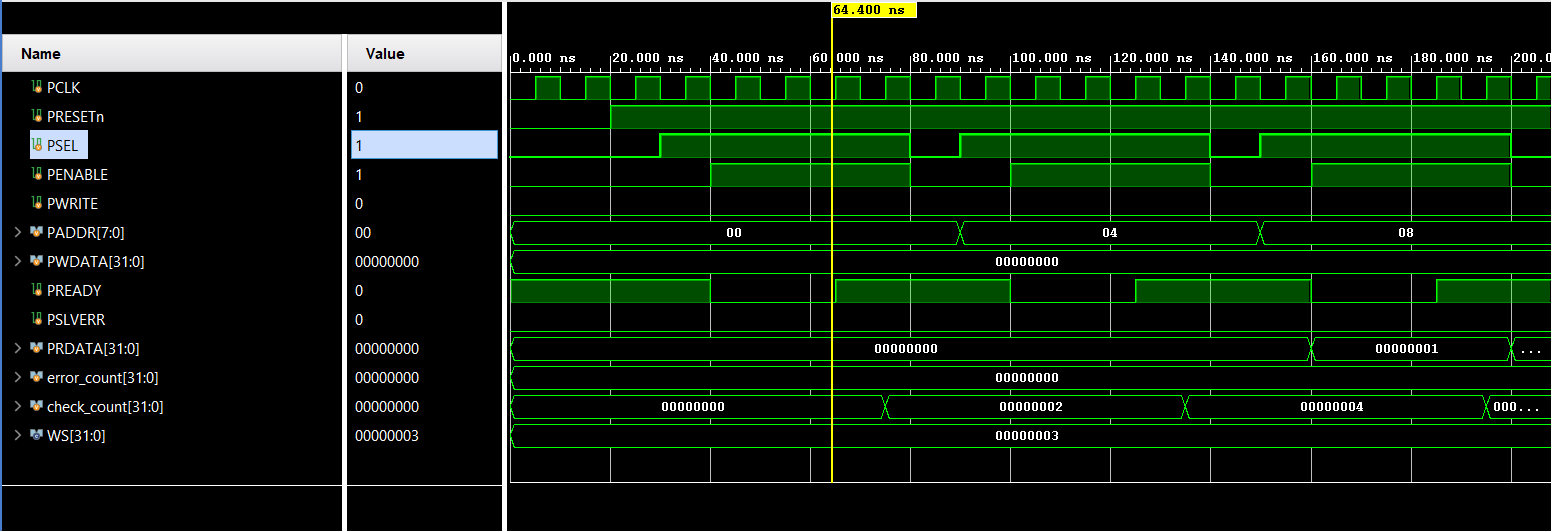 64.400 ns
Name Value
0.000 ns 20.000 ns 40.000 ns 60.000 ns 80.000 ns 100.000 ns 120.000 ns 140.000 ns 160.000 ns 180.000 ns 200.0
PCLK 0
PRESETn 1
PSEL 1
PENABLE 1
PWRITE 0
PADDR[7:0] 00 00 04 08
PWDATA[31:0] 00000000 00000000
PREADY 0
PSLVERR 0
PRDATA[31:0] 00000000 00000000 00000001 ...
error_count[31:0] 00000000 00000000
check_count[31:0] 00000000 00000000 00000002 00000004 000...
WS[31:0] 00000003 00000003